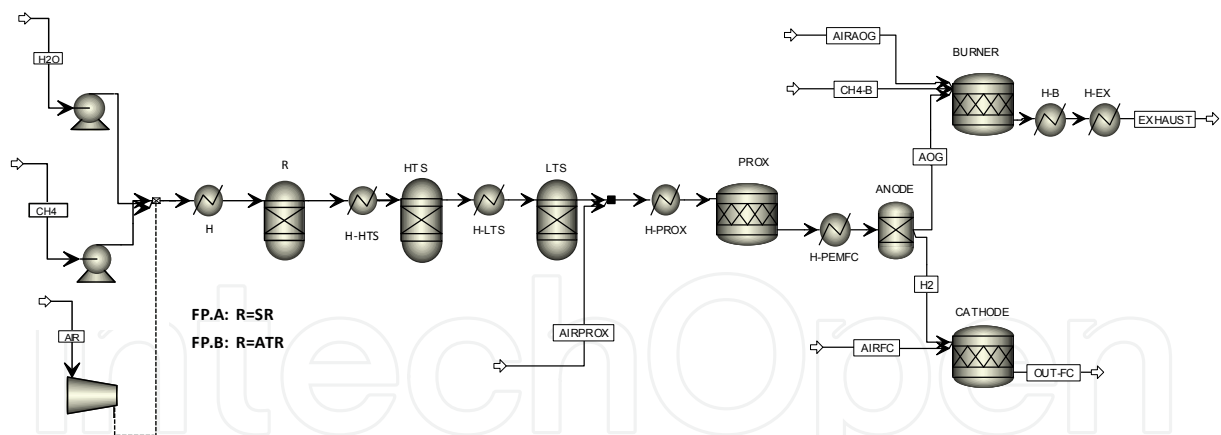 H2O
CH4
AIR
FP.A: R=SR
FP.B: R=ATR
H
R
H-HTS
HTS
H-LTS
LTS
AIRPROX
H-PROX
PROX
H-PEMFC
ANODE
AOG
H2
AIRAOG
CH4-B
BURNER
H-B
H-EX
EXHAUST
CATHODE
AIRFC
OUT-FC
IntechOpen